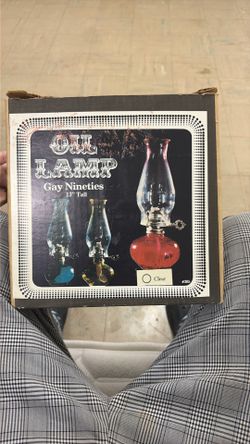 OIL
LAMP
Gay Nineties
13" Tall
Clear